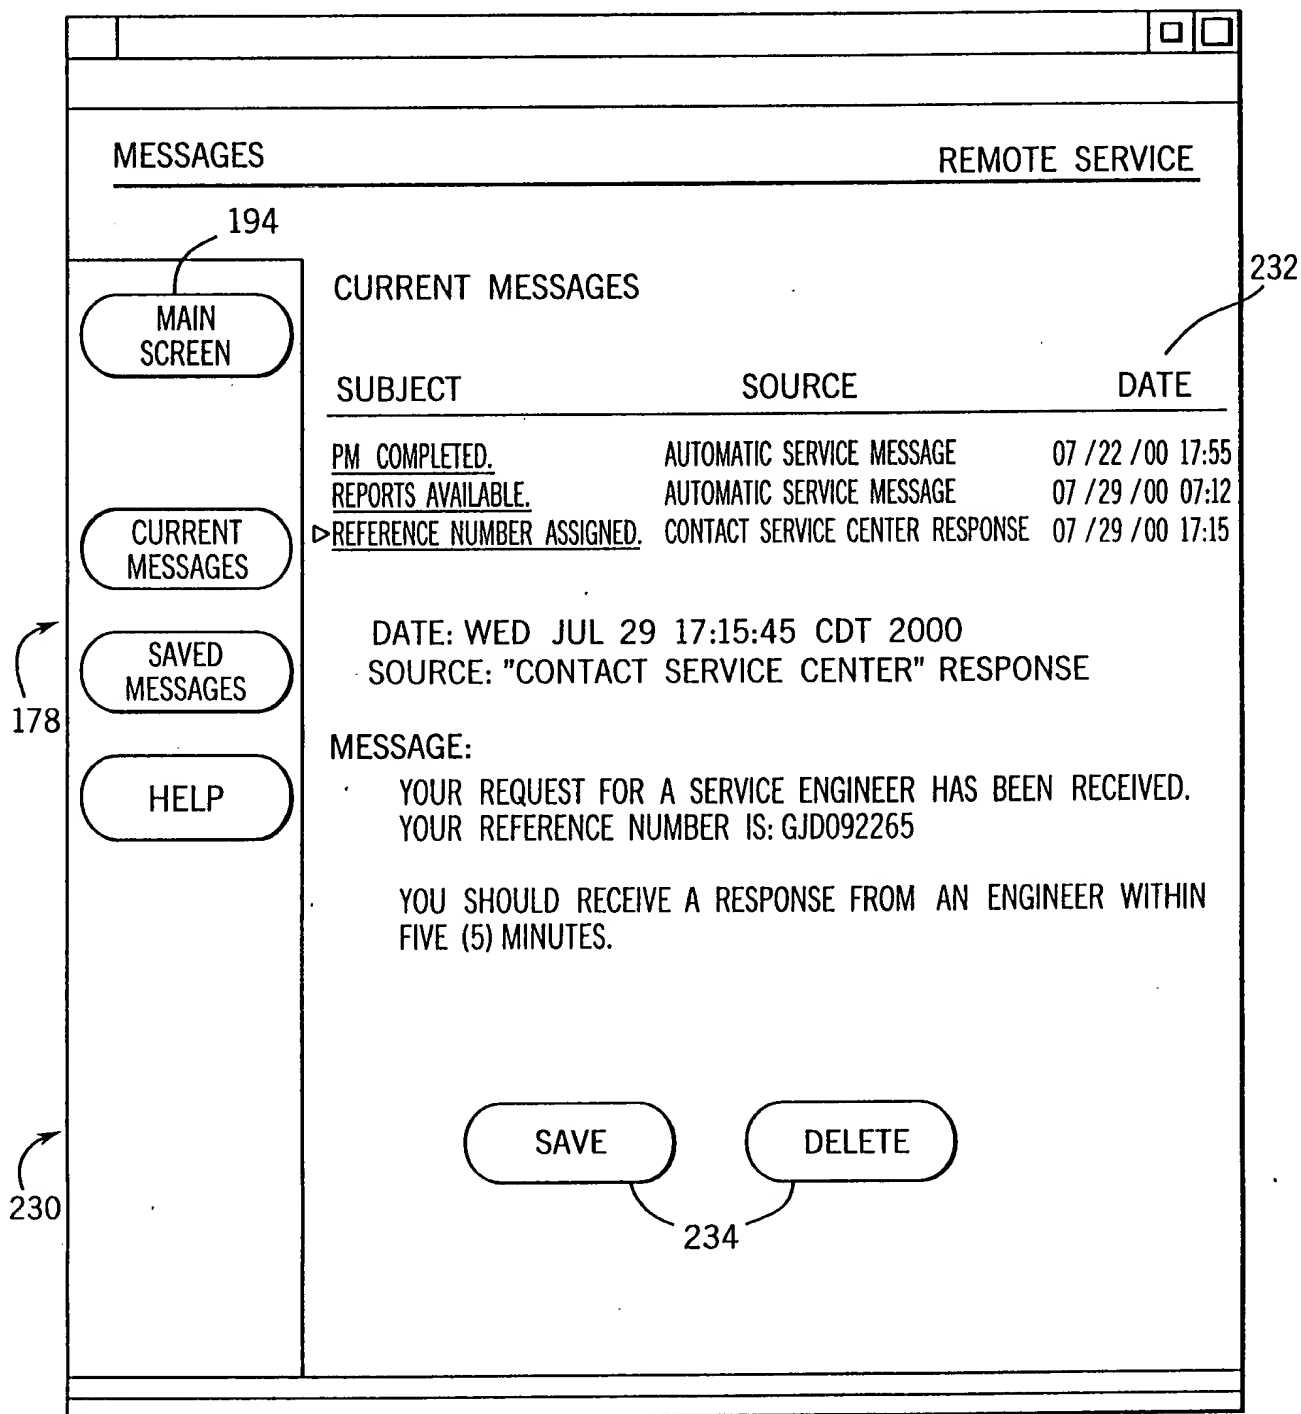 MESSAGES REMOTE SERVICE
194
MAIN
SCREEN
CURRENT MESSAGES
232
SUBJECT SOURCE DATE
PM COMPLETED. AUTOMATIC SERVICE MESSAGE 07 /22 /00 17:55
REPORTS AVAILABLE. AUTOMATIC SERVICE MESSAGE 07 /29 /00 07:12
REFERENCE NUMBER ASSIGNED. CONTACT SERVICE CENTER RESPONSE 07 /29 /00 17:15
CURRENT
MESSAGES
SAVED
MESSAGES
178
HELP
DATE: WED JUL 29 17:15:45 CDT 2000
SOURCE: "CONTACT SERVICE CENTER" RESPONSE
MESSAGE:
YOUR REQUEST FOR A SERVICE ENGINEER HAS BEEN RECEIVED.
YOUR REFERENCE NUMBER IS: GJD092265
YOU SHOULD RECEIVE A RESPONSE FROM AN ENGINEER WITHIN
FIVE (5) MINUTES.
SAVE DELETE
230
234